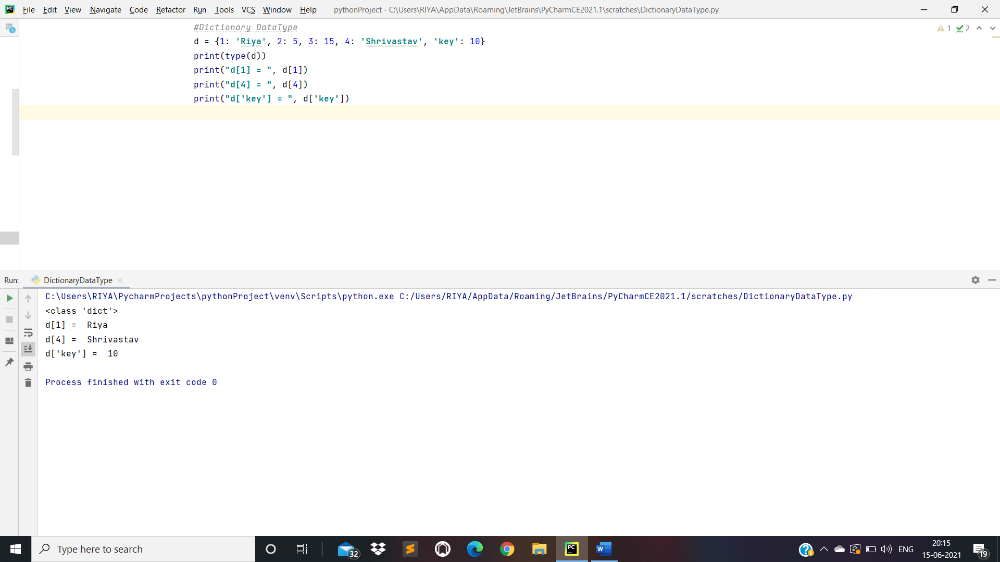 File Edit View Navigate Code Refactor Run Tools VCS Window Help pythonProject - C:\Users\RIYA\AppData\Roaming\JetBrains\PyCharmCE2021.1\scratches\DictionaryDataType.py
#Dictionary DataType
1 2
d = {1: 'Riya', 2: 5, 3: 15, 4: 'Shrivastav', 'key': 10}
print(type(d))
print("d[1] = ", d[1])
print("d[4] = ", d[4])
print("d['key'] = ", d['key'])
Run: DictionaryDataType
C:\Users\RIYA\PycharmProjects\pythonProject\venv\Scripts\python.exe C:/Users/RIYA/AppData/Roaming/JetBrains/PyCharmCE2021.1/scratches/DictionaryDataType.py
<class 'dict'>
d[1] =  Riya
d[4] =  Shrivastav
d['key'] =  10
Process finished with exit code 0
Type here to search
32
PC
W
ENG
20:15
15-06-2021
19